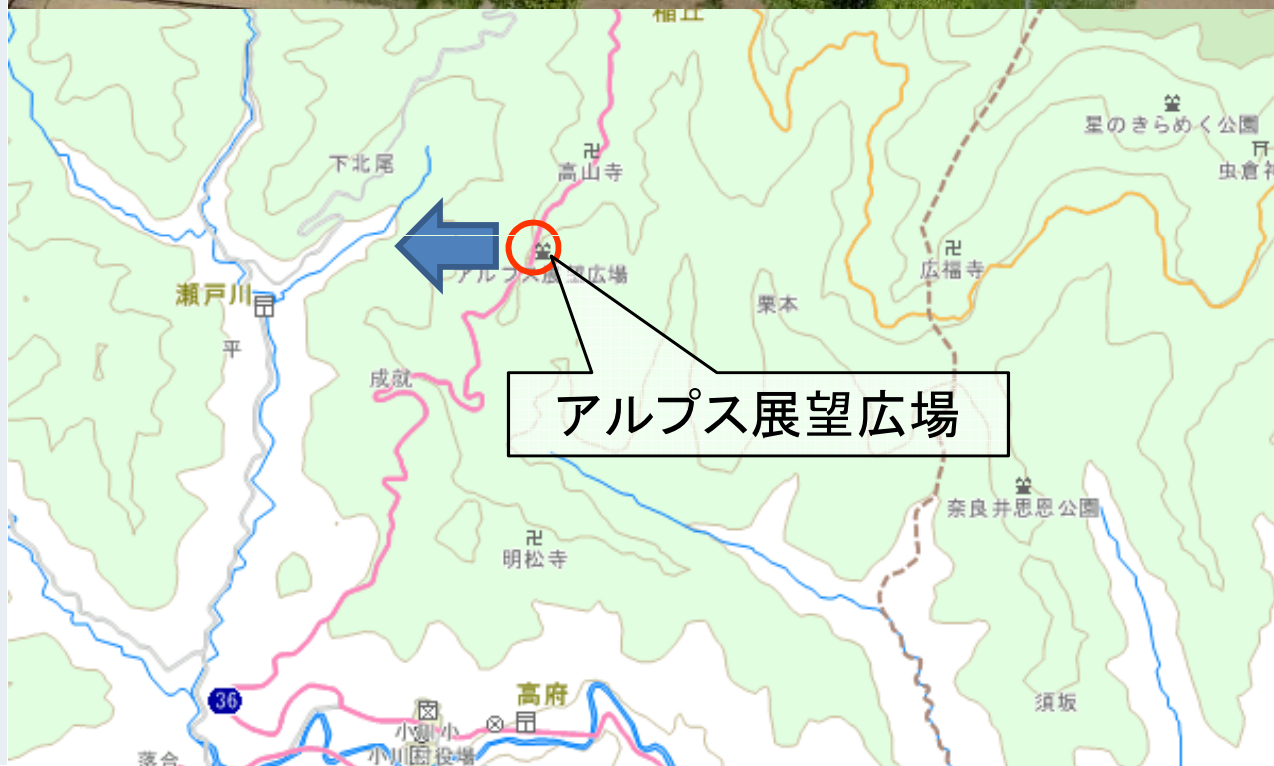 稲丘
星のきらめく公園
下北尾
高山寺
虫倉神
広福寺
アルプス展望広場
瀬戸川
栗本
平
成就
アルプス展望広場
奈良井思恩公園
明松寺
36
高府
須坂
小川小
小川
役場
落合